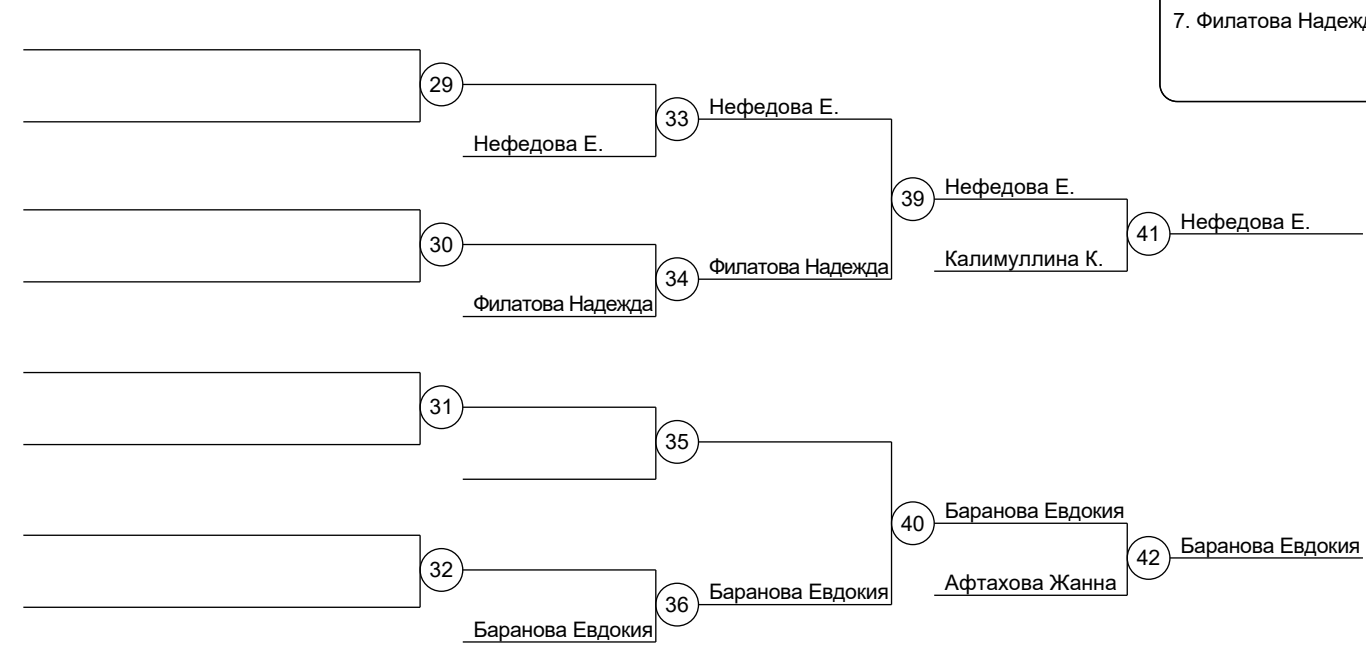 7. Филатова Надежд
29
33
Нефедова Е.
Нефедова Е.
39
Нефедова Е.
41
Нефедова Е.
30
34
Филатова Надежда
Калимуллина К.
Филатова Надежда
31
35
40
Баранова Евдокия
42
Баранова Евдокия
32
36
Баранова Евдокия
Афтахова Жанна
Баранова Евдокия